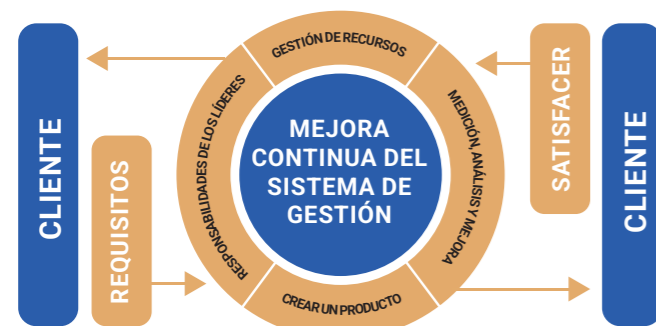 CLIENTE
REQUISITOS
GESTIÓN DE RECURSOS
RESPONSABILIDADES DE LOS LÍDERES
MEJORA
CONTINUA DEL
SISTEMA DE
GESTIÓN
MEDICIÓN, ANÁLISIS Y MEJORA
CREAR UN PRODUCTO
SATISFACER
CLIENTE